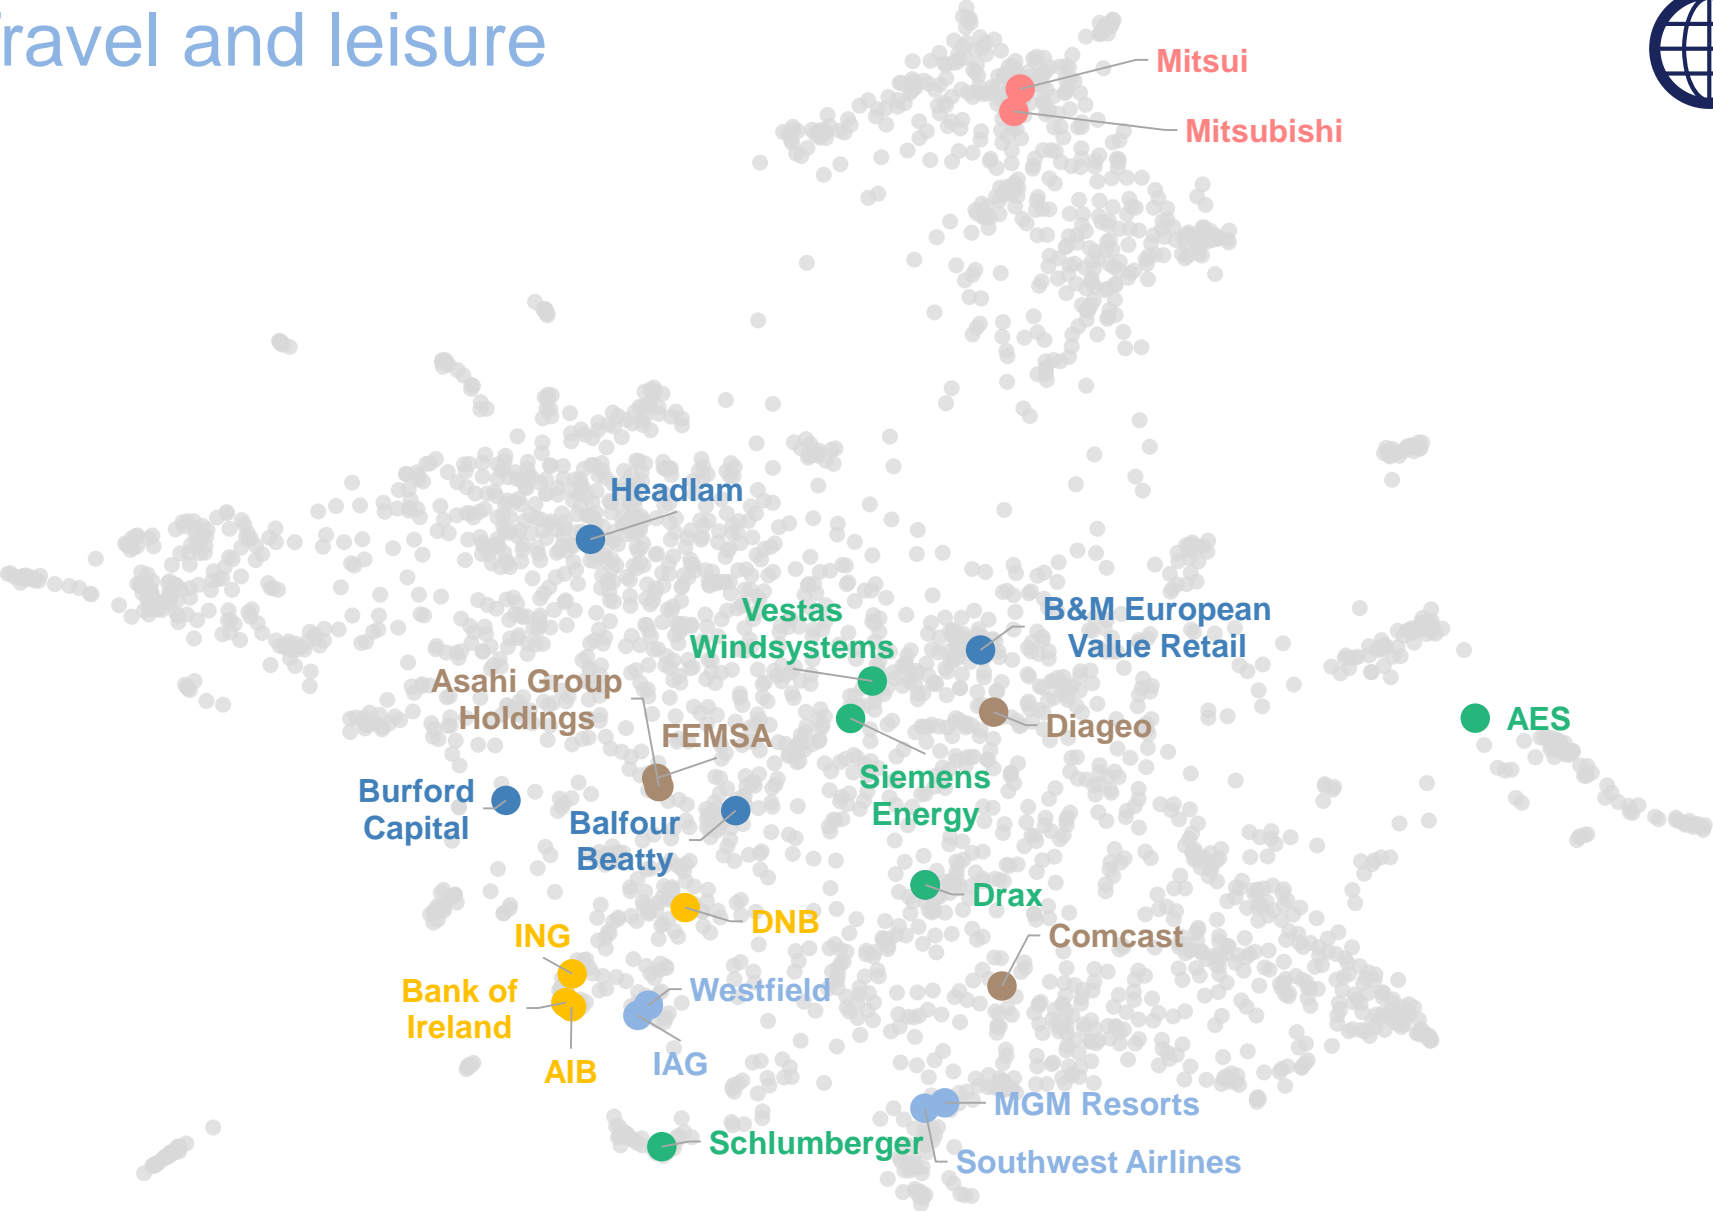 ravel and leisure
Mitsui
Mitsubishi
Headlam
Vestas
Windsystems
B&M European
Value Retail
Asahi Group
Holdings
FEMSA
Diageo
AES
Siemens
Energy
Burford
Capital
Balfour
Beatty
Drax
DNB
ING
Comcast
Bank of
Ireland
Westfield
AIB
IAG
MGM Resorts
Schlumberger
Southwest Airlines